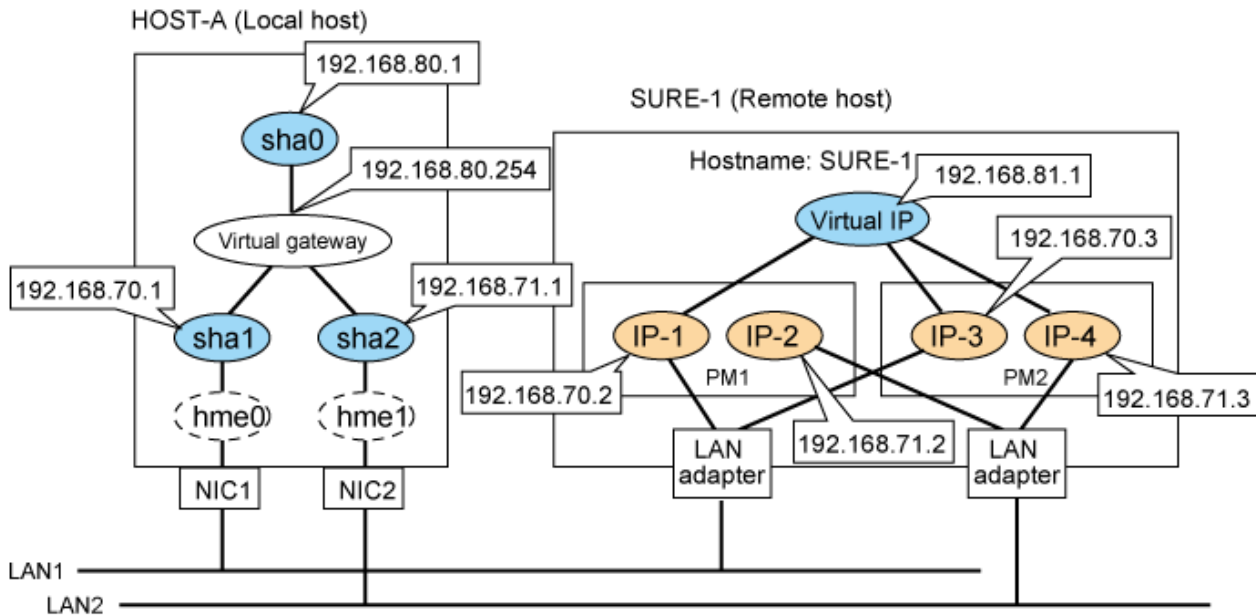 HOST-A (Local host)
192.168.80.1
sha0
192.168.80.254
Virtual gateway
192.168.70.1
192.168.71.1
sha1
sha2
hme0
hme1
NIC1
NIC2
SURE-1 (Remote host)
Hostname: SURE-1
192.168.81.1
Virtual IP
192.168.70.3
IP-1
IP-2
IP-3
IP-4
PM1
PM2
192.168.70.2
192.168.71.2
192.168.71.3
LAN
adapter
LAN
adapter
LAN1
LAN2